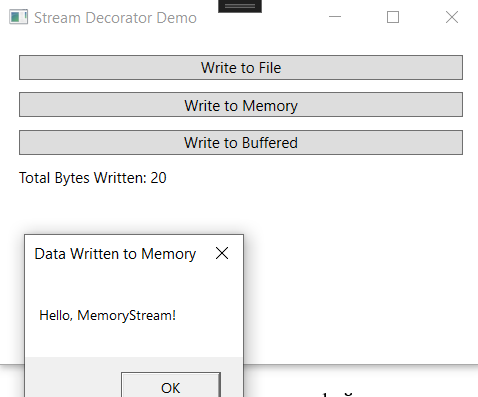 Stream Decorator Demo
Write to File
Write to Memory
Write to Buffered
Total Bytes Written: 20
Data Written to Memory
Hello, MemoryStream!
OK